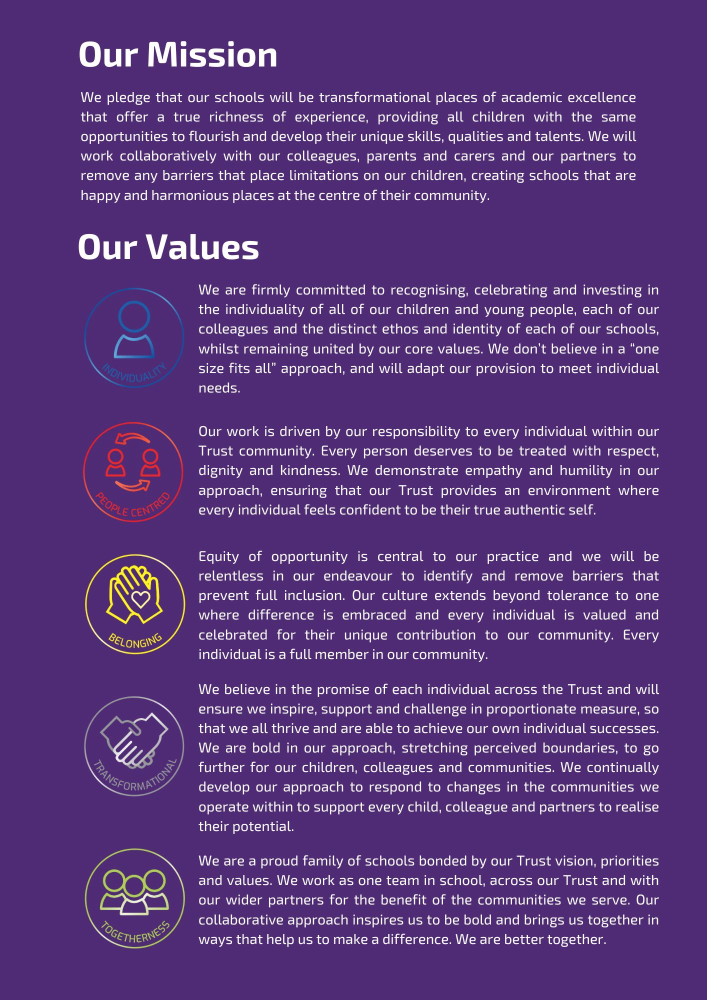 Our Mission
We pledge that our schools will be transformational places of academic excellence
that offer a true richness of experience, providing all children with the same
opportunities to flourish and develop their unique skills, qualities and talents. We will
work collaboratively with our colleagues, parents and carers and our partners to
remove any barriers that place limitations on our children, creating schools that are
happy and harmonious places at the centre of their community.
Our Values
INDIVIDUALITY
We are firmly committed to recognising, celebrating and investing in
the individuality of all of our children and young people, each of our
colleagues and the distinct ethos and identity of each of our schools,
whilst remaining united by our core values. We don’t believe in a “one
size fits all” approach, and will adapt our provision to meet individual
needs.
PEOPLE CENTRED
Our work is driven by our responsibility to every individual within our
Trust community. Every person deserves to be treated with respect,
dignity and kindness. We demonstrate empathy and humility in our
approach, ensuring that our Trust provides an environment where
every individual feels confident to be their true authentic self.
BELONGING
Equity of opportunity is central to our practice and we will be
relentless in our endeavour to identify and remove barriers that
prevent full inclusion. Our culture extends beyond tolerance to one
where difference is embraced and every individual is valued and
celebrated for their unique contribution to our community. Every
individual is a full member in our community.
TRANSFORMATIONAL
We believe in the promise of each individual across the Trust and will
ensure we inspire, support and challenge in proportionate measure, so
that we all thrive and are able to achieve our own individual successes.
We are bold in our approach, stretching perceived boundaries, to go
further for our children, colleagues and communities. We continually
develop our approach to respond to changes in the communities we
operate within to support every child, colleague and partners to realise
their potential.
TOGETHERNESS
We are a proud family of schools bonded by our Trust vision, priorities
and values. We work as one team in school, across our Trust and with
our wider partners for the benefit of the communities we serve. Our
collaborative approach inspires us to be bold and brings us together in
ways that help us to make a difference. We are better together.